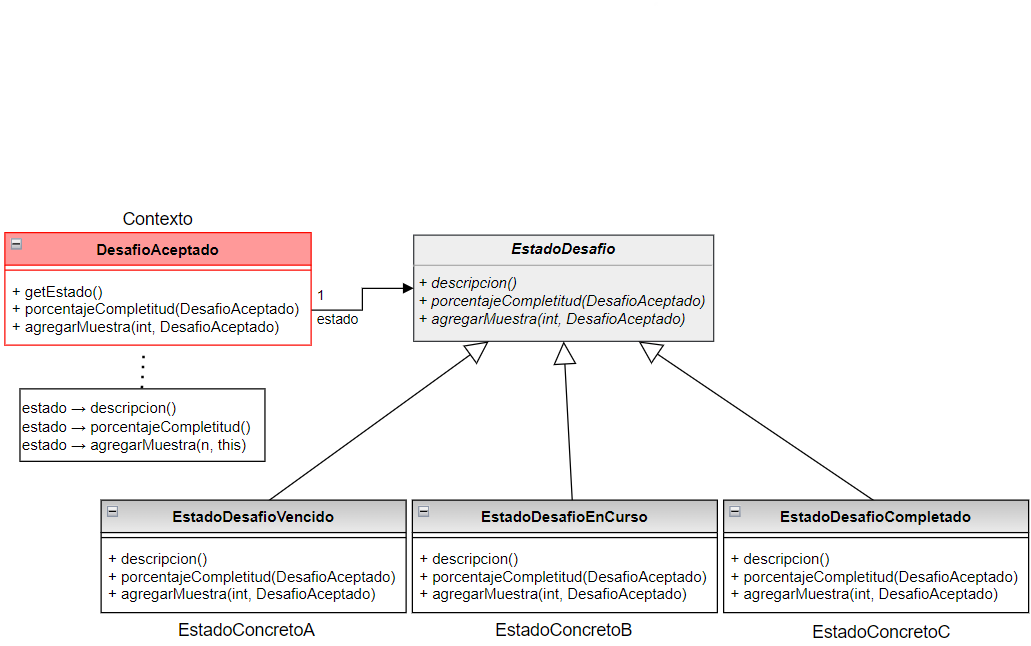 Contexto
DesafioAceptado
+ getEstado()
+ porcentajeCompletitud(DesafioAceptado)
+ agregarMuestra(int, DesafioAceptado)
1
estado
EstadoDesafio
+ descripcion()
+ porcentajeCompletitud(DesafioAceptado)
+ agregarMuestra(int, DesafioAceptado)
estado → descripcion()
estado → porcentajeCompletitud()
estado → agregarMuestra(n, this)
EstadoDesafioVencido
+ descripcion()
+ porcentajeCompletitud(DesafioAceptado)
+ agregarMuestra(int, DesafioAceptado)
EstadoConcretoA
EstadoDesafioEnCurso
+ descripcion()
+ porcentajeCompletitud(DesafioAceptado)
+ agregarMuestra(int, DesafioAceptado)
EstadoConcretoB
EstadoDesafioCompletado
+ descripcion()
+ porcentajeCompletitud(DesafioAceptado)
+ agregarMuestra(int, DesafioAceptado)
EstadoConcretoC